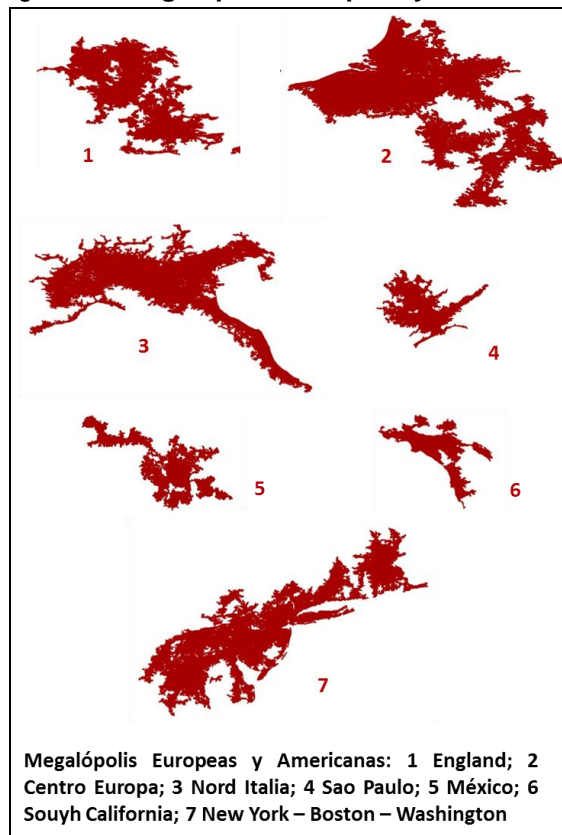 1
2
3
4
5
6
7
Megalópolis Europeas y Americanas: 1 England; 2
Centro Europa; 3 Nord Italia; 4 Sao Paulo; 5 México; 6
Souyh California; 7 New York – Boston – Washington